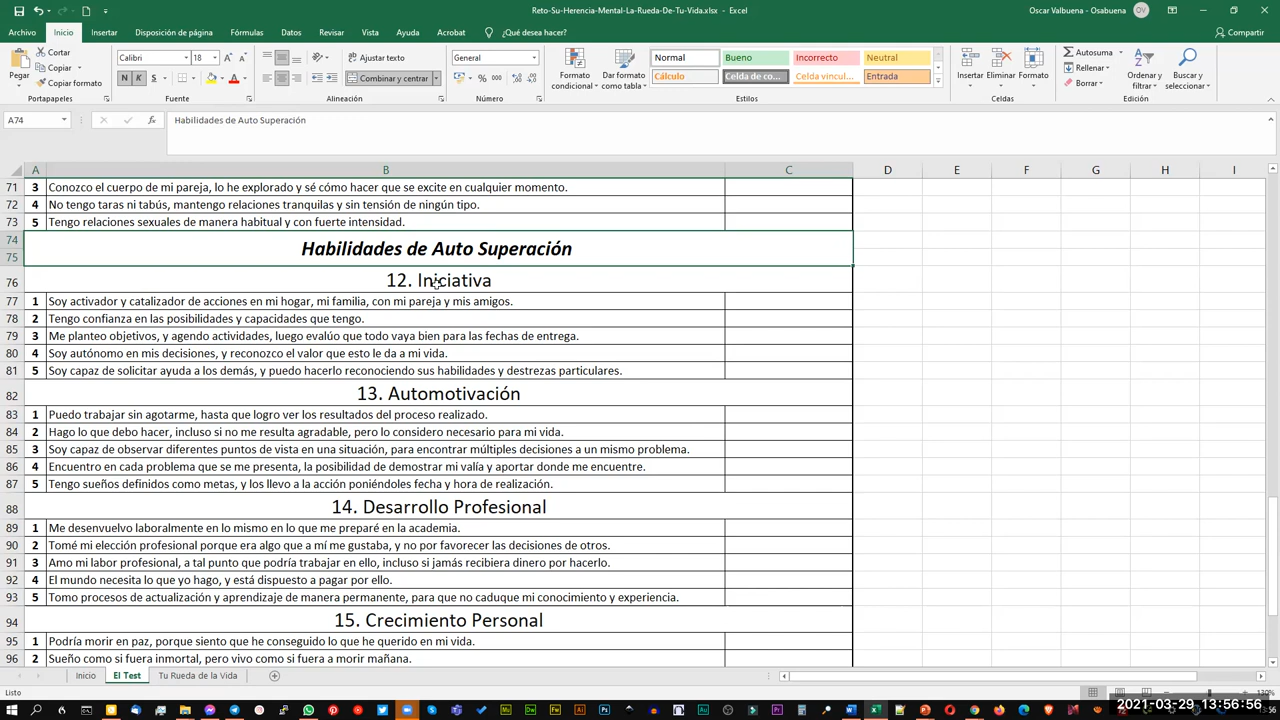 Reto-Su-Herencia-Mental-La-Rueda-De-Tu-Vida.xlsx - Excel
Oscar Valbuena - Osabuena
OV
Archivo Inicio Insertar Disposición de página Fórmulas Datos Revisar Vista Ayuda Acrobat ¿Qué desea hacer? Compartir
Pegar
Cortar
Copiar
Copiar formato
Portapapeles
Calibri 18
N K S
Fuente
Ajustar texto
Combinar y centrar
Alineación
General
% 000
Número
Formato condicional
Dar formato como tabla
Normal Bueno Incorrecto Neutral
Cálculo Celda de co... Celda vincul... Entrada
Estilos
Insertar Eliminar Formato
Celdas
Autosuma
Rellenar
Borrar
Ordenar y filtrar
Buscar y seleccionar
Edición
A74 fx Habilidades de Auto Superación
A B C D E F G H I
71 3 Conozco el cuerpo de mi pareja, lo he explorado y sé cómo hacer que se excite en cualquier momento.
72 4 No tengo taras ni tabús, mantengo relaciones tranquilas y sin tensión de ningún tipo.
73 5 Tengo relaciones sexuales de manera habitual y con fuerte intensidad.
74
Habilidades de Auto Superación
75
76 12. Iniciativa
77 1 Soy activador y catalizador de acciones en mi hogar, mi familia, con mi pareja y mis amigos.
78 2 Tengo confianza en las posibilidades y capacidades que tengo.
79 3 Me planteo objetivos, y agendo actividades, luego evalúo que todo vaya bien para las fechas de entrega.
80 4 Soy autónomo en mis decisiones, y reconozco el valor que esto le da a mi vida.
81 5 Soy capaz de solicitar ayuda a los demás, y puedo hacerlo reconociendo sus habilidades y destrezas particulares.
82 13. Automotivación
83 1 Puedo trabajar sin agotarme, hasta que logro ver los resultados del proceso realizado.
84 2 Hago lo que debo hacer, incluso si no me resulta agradable, pero lo considero necesario para mi vida.
85 3 Soy capaz de observar diferentes puntos de vista en una situación, para encontrar múltiples decisiones a un mismo problema.
86 4 Encuentro en cada problema que se me presenta, la posibilidad de demostrar mi valía y aportar donde me encuentre.
87 5 Tengo sueños definidos como metas, y los llevo a la acción poniéndoles fecha y hora de realización.
88 14. Desarrollo Profesional
89 1 Me desenvuelvo laboralmente en lo mismo en lo que me preparé en la academia.
90 2 Tomé mi elección profesional porque era algo que a mí me gustaba, y no por favorecer las decisiones de otros.
91 3 Amo mi labor profesional, a tal punto que podría trabajar en ello, incluso si jamás recibiera dinero por hacerlo.
92 4 El mundo necesita lo que yo hago, y está dispuesto a pagar por ello.
93 5 Tomo procesos de actualización y aprendizaje de manera permanente, para que no caduque mi conocimiento y experiencia.
94 15. Crecimiento Personal
95 1 Podría morir en paz, porque siento que he conseguido lo que he querido en mi vida.
96 2 Sueño como si fuera inmortal, pero vivo como si fuera a morir mañana.
Inicio El Test Tu Rueda de la Vida
Listo
130%
2021-03-29 13:56:56